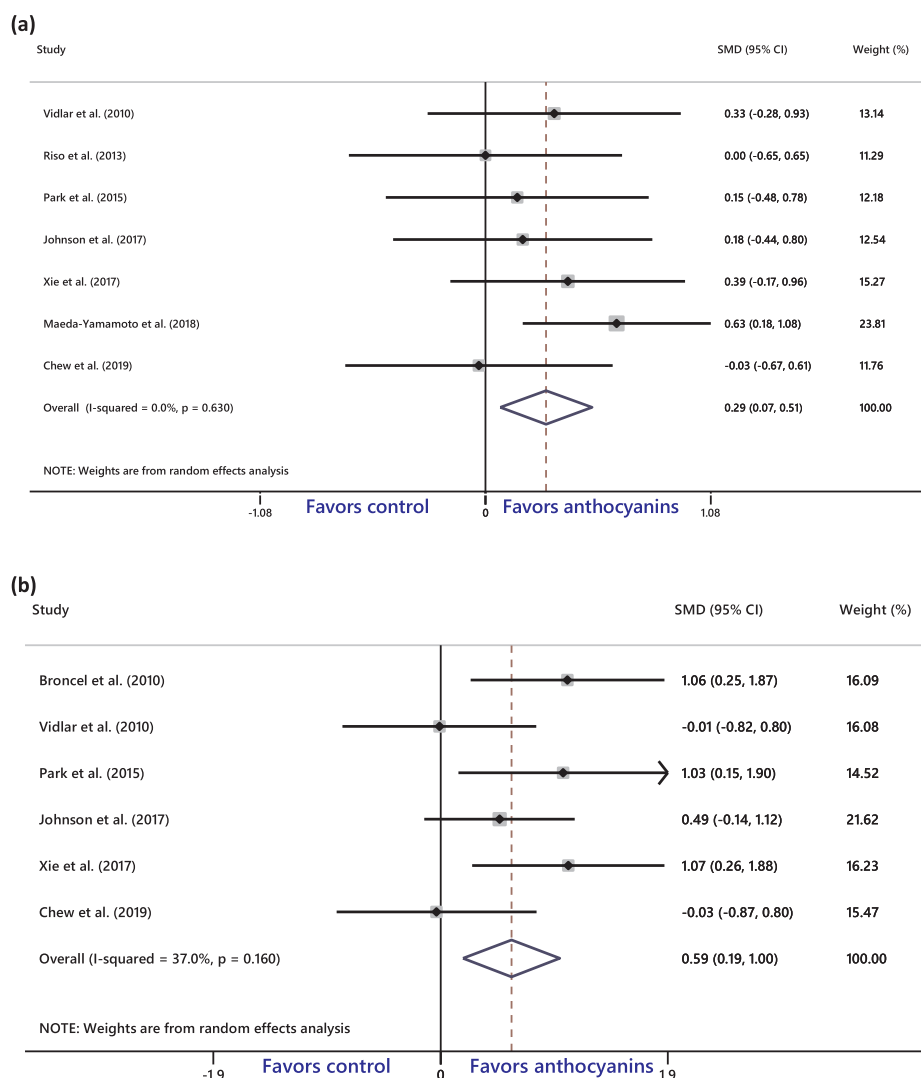 (a)
Study SMD (95% CI) Weight (%)
Vidlar et al. (2010) 0.33 (-0.28, 0.93) 13.14
Riso et al. (2013) 0.00 (-0.65, 0.65) 11.29
Park et al. (2015) 0.15 (-0.48, 0.78) 12.18
Johnson et al. (2017) 0.18 (-0.44, 0.80) 12.54
Xie et al. (2017) 0.39 (-0.17, 0.96) 15.27
Maeda-Yamamoto et al. (2018) 0.63 (0.18, 1.08) 23.81
Chew et al. (2019) -0.03 (-0.67, 0.61) 11.76
Overall (I-squared = 0.0%, p = 0.630) 0.29 (0.07, 0.51) 100.00
NOTE: Weights are from random effects analysis
Favors control Favors anthocyanins
-1.08 0 1.08
(b)
Study SMD (95% CI) Weight (%)
Broncel et al. (2010) 1.06 (0.25, 1.87) 16.09
Vidlar et al. (2010) -0.01 (-0.82, 0.80) 16.08
Park et al. (2015) 1.03 (0.15, 1.90) 14.52
Johnson et al. (2017) 0.49 (-0.14, 1.12) 21.62
Xie et al. (2017) 1.07 (0.26, 1.88) 16.23
Chew et al. (2019) -0.03 (-0.87, 0.80) 15.47
Overall (I-squared = 37.0%, p = 0.160) 0.59 (0.19, 1.00) 100.00
NOTE: Weights are from random effects analysis
Favors control Favors anthocyanins
-1.9 0 1.9